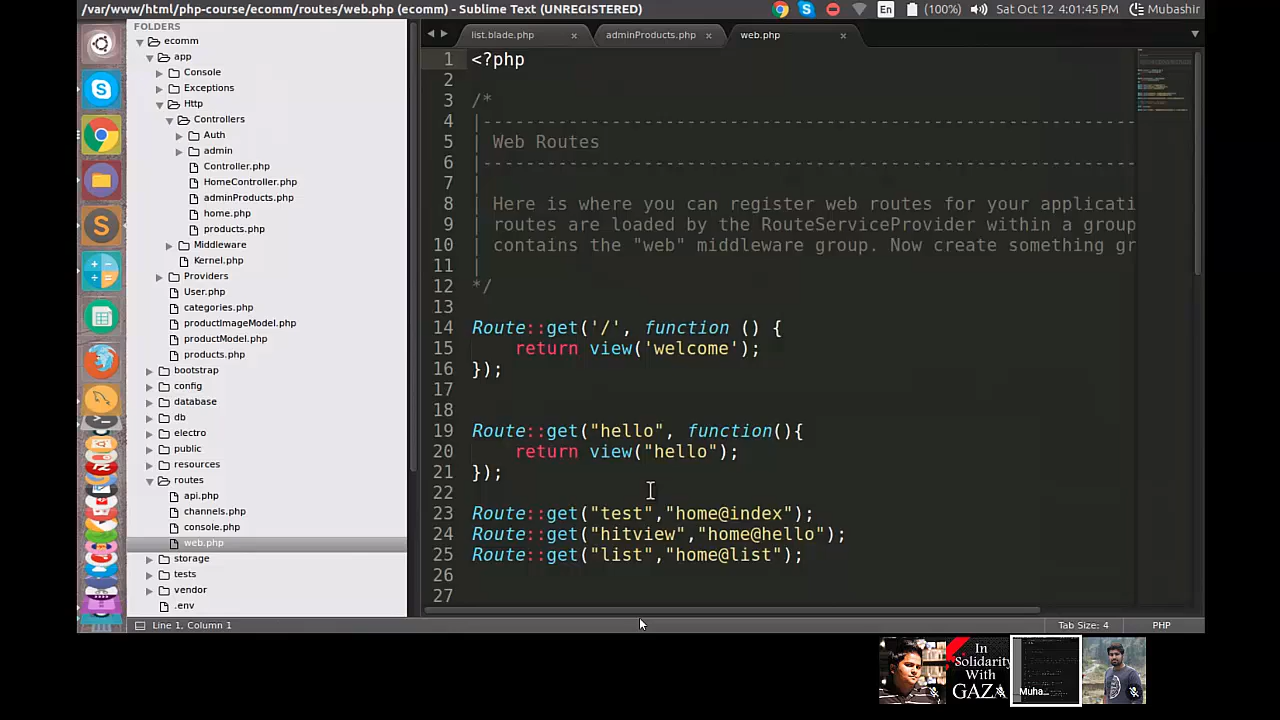 /var/www/html/php-course/ecomm/routes/web.php (ecomm) - Sublime Text (UNREGISTERED)
En
(100%)
Sat Oct 12 4:01:45 PM
Mubashir
FOLDERS
ecomm
app
Console
Exceptions
Http
Controllers
Auth
admin
Controller.php
HomeController.php
adminProducts.php
home.php
products.php
Middleware
Kernel.php
Providers
User.php
categories.php
productImageModel.php
productModel.php
products.php
bootstrap
config
database
db
electro
public
resources
routes
api.php
channels.php
console.php
web.php
storage
tests
vendor
.env
list.blade.php
adminProducts.php
web.php
1 <?php
2
3 /*
4 |--------------------------------------------------------------------------
5 | Web Routes
6 |--------------------------------------------------------------------------
7 |
8 | Here is where you can register web routes for your applicati
9 | routes are loaded by the RouteServiceProvider within a group
10 | contains the "web" middleware group. Now create something gr
11 |
12 */
13
14 Route::get('/', function () {
15 return view('welcome');
16 });
17
18
19 Route::get("hello", function(){
20 return view("hello");
21 });
22
23 Route::get("test","home@index");
24 Route::get("hitview","home@hello");
25 Route::get("list","home@list");
26
27
Line 1, Column 1
Tab Size: 4
PHP
In
Solidarity
With
GAZA
Muha...